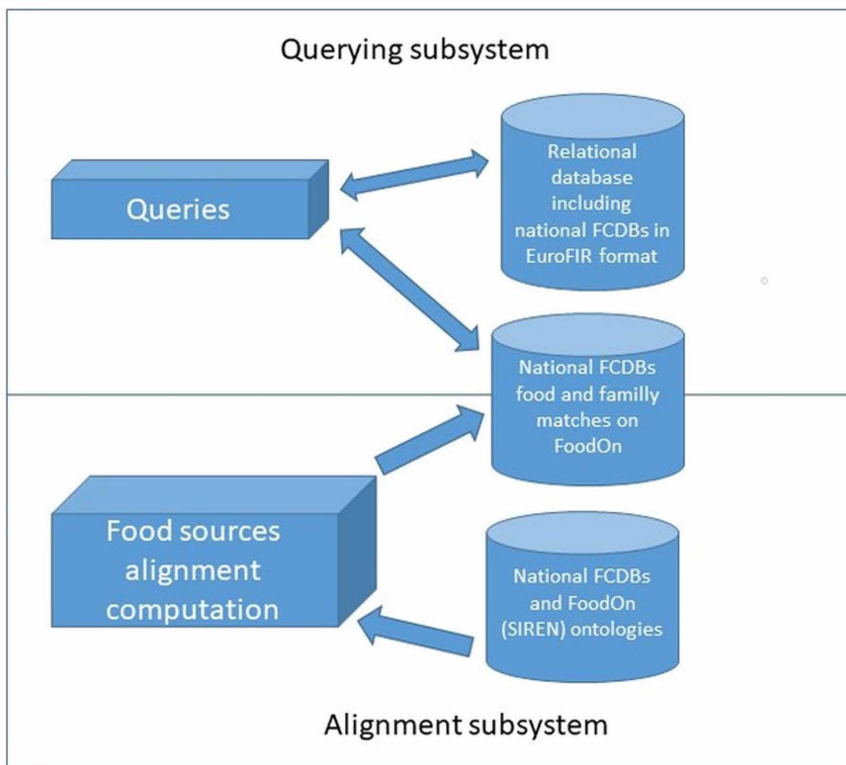 Querying subsystem
Queries
Relational
database
including
national FCDBs in
EuroFIR format
National FCDBs
food and familly
matches on
FoodOn
Food sources
alignment
computation
National FCDBs
and FoodOn
(SIREN) ontologies
Alignment subsystem